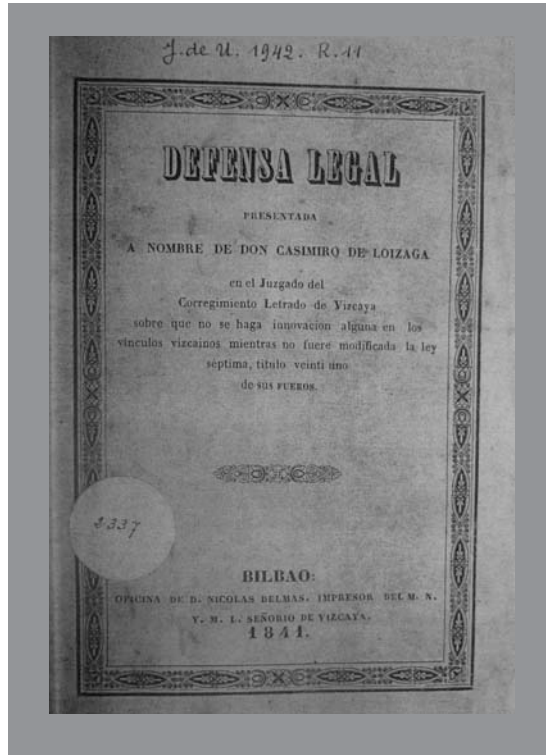 J. de U. 1942. R. 11
DEFENSA LEGAL
PRESENTADA
A NOMBRE DE DON CASIMIRO DE LOIZAGA
en el Juzgado del
Corregimiento Letrado de Vizcaya
sobre que no se haga innovacion alguna en los
vínculos vizcainos mientras no fuere modificada la ley
séptima, título veinti uno
de sus FUEROS.
2337
BILBAO:
OFICINA DE D. NICOLAS DELMAS, IMPRESOR DEL M. N.
Y. M. L. SEÑORIO DE VIZCAYA.
1841.